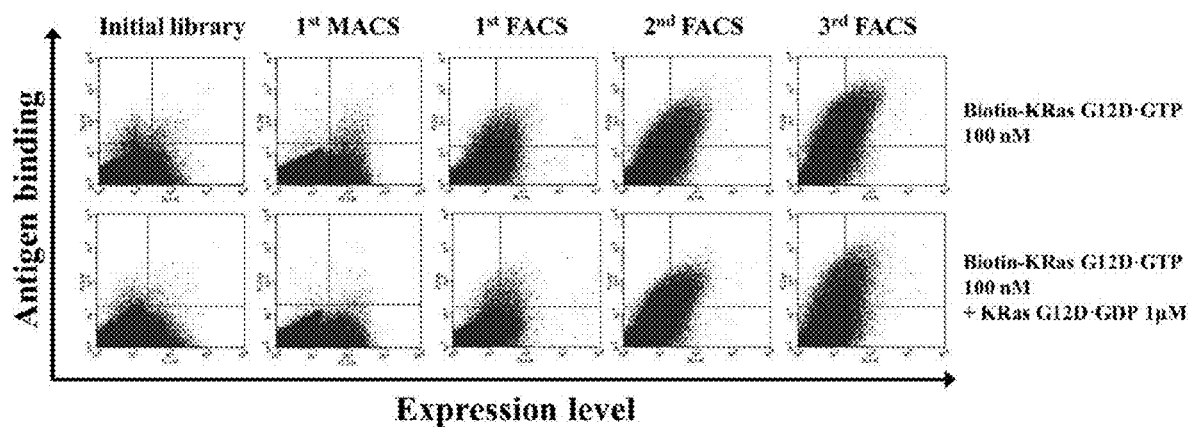 Initial library
1st MACS
1st FACS
2nd FACS
3rd FACS
Antigen binding
Biotin-KRas G12D·GTP
100 nM
Biotin-KRas G12D·GTP
100 nM
+ KRas G12D·GDP 1μM
Expression level